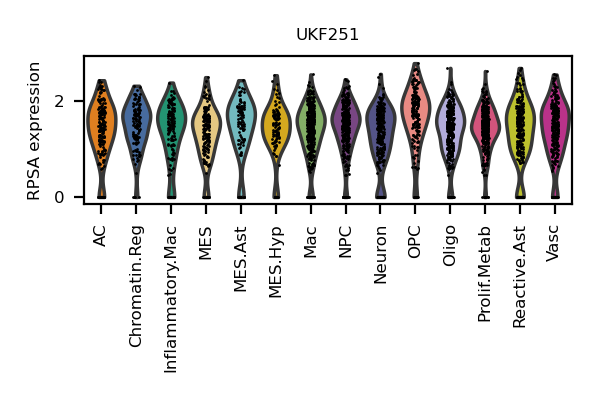 UKF251
RPSA expression
2
0
AC
Chromatin.Reg
Inflammatory.Mac
MES
MES.Ast
MES.Hyp
Mac
NPC
Neuron
OPC
Oligo
Prolif.Metab
Reactive.Ast
Vasc